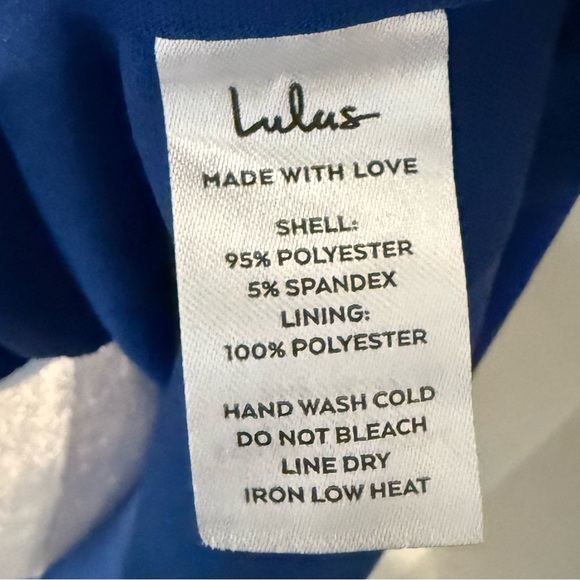 Lulus
MADE WITH LOVE
SHELL:
95% POLYESTER
5% SPANDEX
LINING:
100% POLYESTER
HAND WASH COLD
DO NOT BLEACH
LINE DRY
IRON LOW HEAT